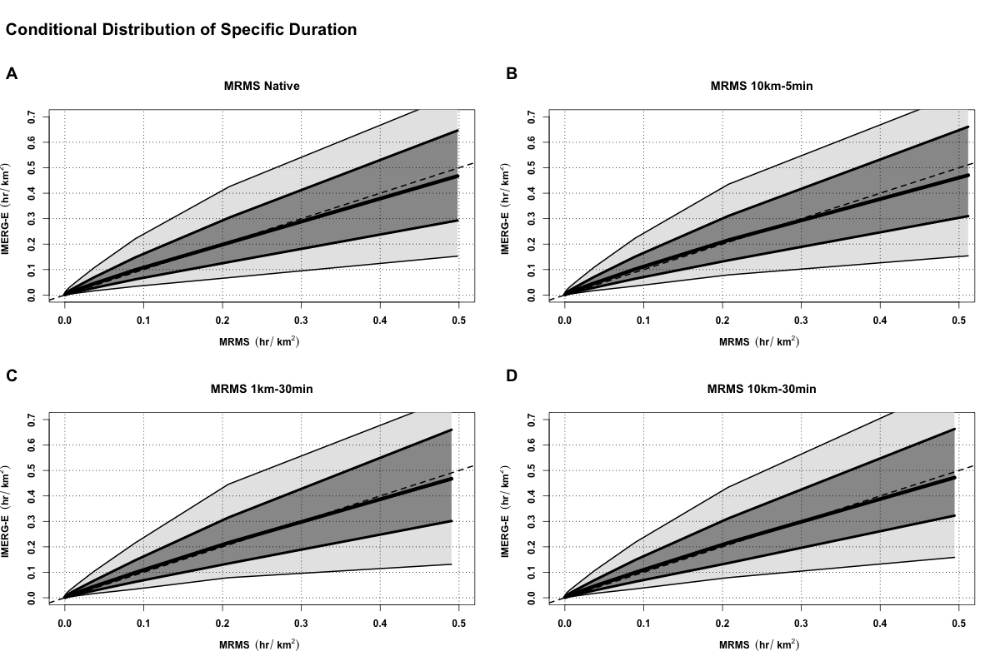 Conditional Distribution of Specific Duration
A
MRMS Native
IMERG-E (hr/ km²)
0.0 0.1 0.2 0.3 0.4 0.5 0.6 0.7
0.0 0.1 0.2 0.3 0.4 0.5
MRMS (hr/ km²)
B
MRMS 10km-5min
IMERG-E (hr/ km²)
0.0 0.1 0.2 0.3 0.4 0.5 0.6 0.7
0.0 0.1 0.2 0.3 0.4 0.5
MRMS (hr/ km²)
C
MRMS 1km-30min
IMERG-E (hr/ km²)
0.0 0.1 0.2 0.3 0.4 0.5 0.6 0.7
0.0 0.1 0.2 0.3 0.4 0.5
MRMS (hr/ km²)
D
MRMS 10km-30min
IMERG-E (hr/ km²)
0.0 0.1 0.2 0.3 0.4 0.5 0.6 0.7
0.0 0.1 0.2 0.3 0.4 0.5
MRMS (hr/ km²)